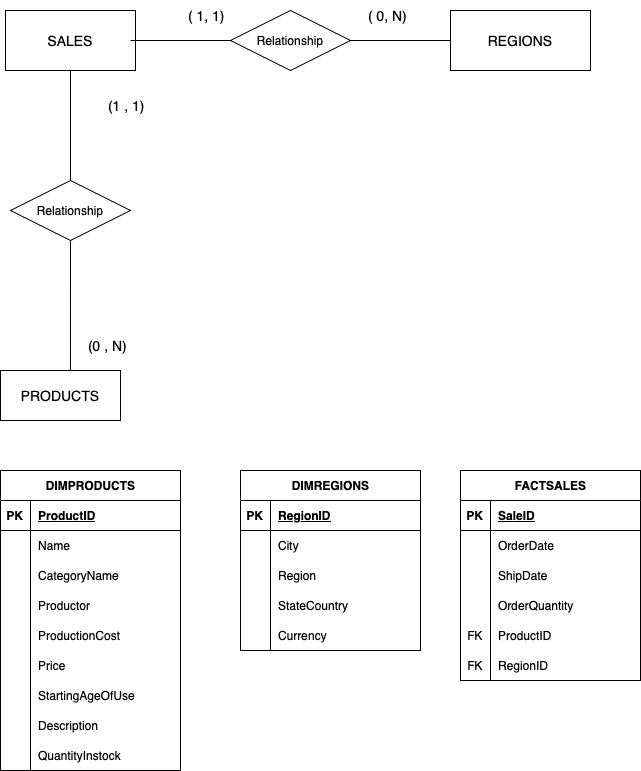 ( 1, 1)
( 0, N)
SALES
Relationship
REGIONS
(1 , 1)
Relationship
(0 , N)
PRODUCTS
DIMPRODUCTS
PK ProductID
Name
CategoryName
Productor
ProductionCost
Price
StartingAgeOfUse
Description
QuantityInstock
DIMREGIONS
PK RegionID
City
Region
StateCountry
Currency
FACTSALES
PK SaleID
OrderDate
ShipDate
OrderQuantity
FK ProductID
FK RegionID